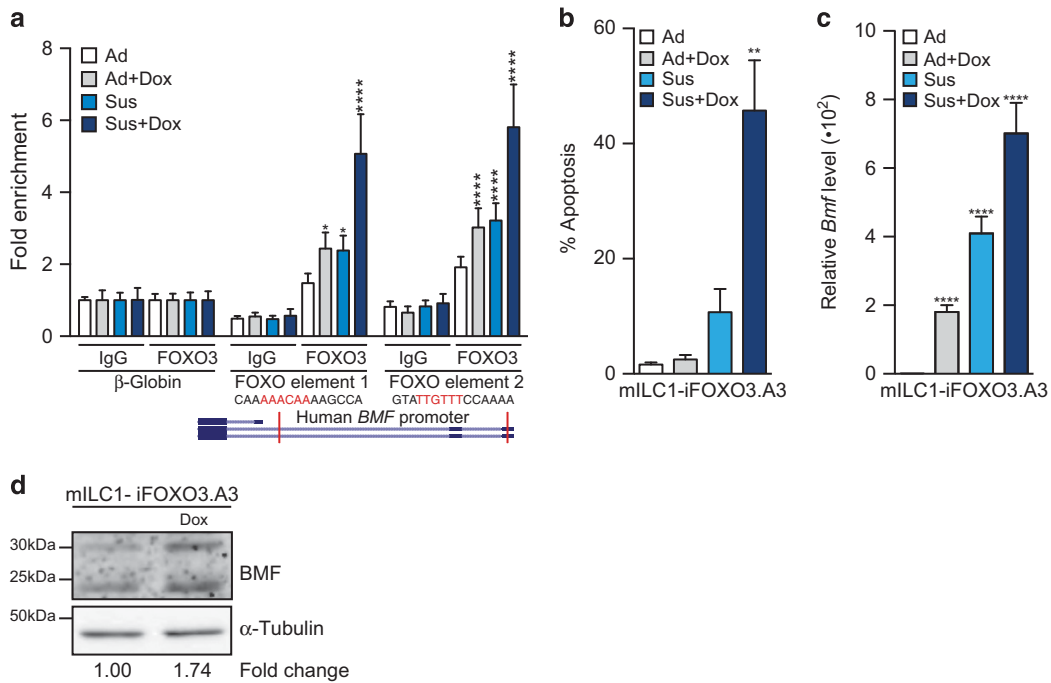 a
8
6
4
2
0
Fold enrichment
Ad
Ad+Dox
Sus
Sus+Dox
* * **** **** **** ****
IgG FOXO3 IgG FOXO3 IgG FOXO3
β-Globin FOXO element 1 FOXO element 2
CAAAAACAAAAGCCA GTATTGTTTCCAAAA
Human BMF promoter
b
60
40
20
0
% Apoptosis
Ad
Ad+Dox
Sus
Sus+Dox
**
mILC1-iFOXO3.A3
c
10
8
6
4
2
0
Relative Bmf level (•10²)
Ad
Ad+Dox
Sus
Sus+Dox
**** **** ****
mILC1-iFOXO3.A3
d
mILC1- iFOXO3.A3
Dox
30kDa
25kDa
BMF
50kDa
α-Tubulin
1.00 1.74 Fold change